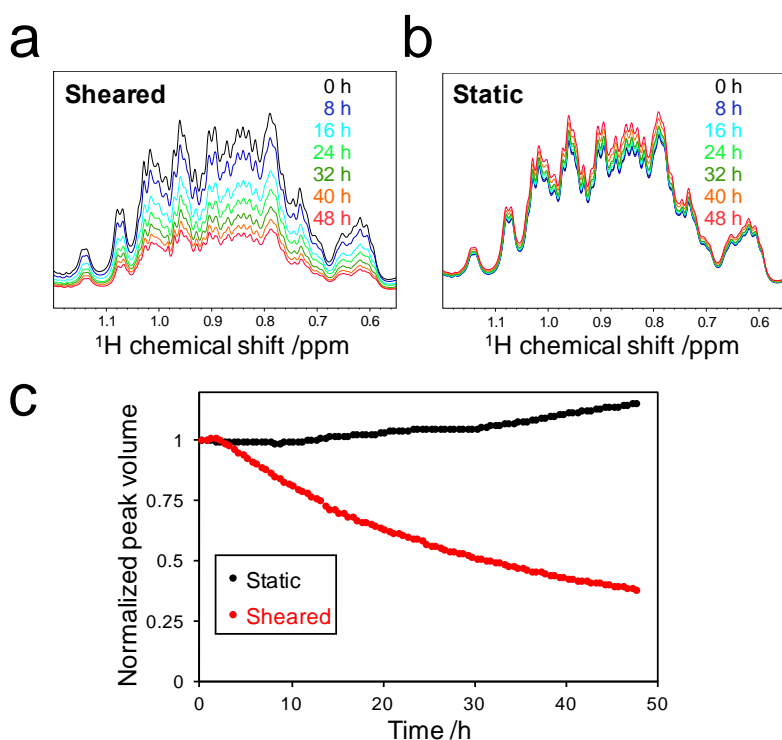 a
Sheared
0 h
8 h
16 h
24 h
32 h
40 h
48 h
1.1 1.0 0.9 0.8 0.7 0.6
¹H chemical shift /ppm
b
Static
0 h
8 h
16 h
24 h
32 h
40 h
48 h
1.1 1.0 0.9 0.8 0.7 0.6
¹H chemical shift /ppm
c
Normalized peak volume
1
0.75
0.5
0.25
0
Static
Sheared
0 10 20 30 40 50
Time /h